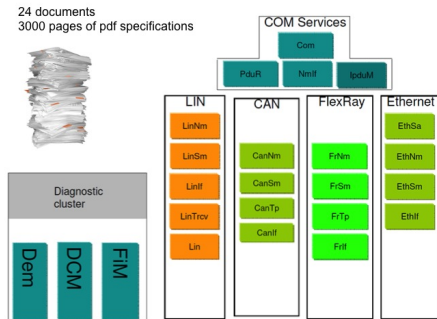 24 documents
3000 pages of pdf specifications
COM Services
Com
PduR NmIf IpduM
LIN
LinNm
LinSm
LinIf
LinTrcv
Lin
CAN
CanNm
CanSm
CanTp
CanIf
FlexRay
FrNm
FrSm
FrTp
FrIf
Ethernet
EthSa
EthNm
EthSm
EthIf
Diagnostic
cluster
Dem
DCM
FiM